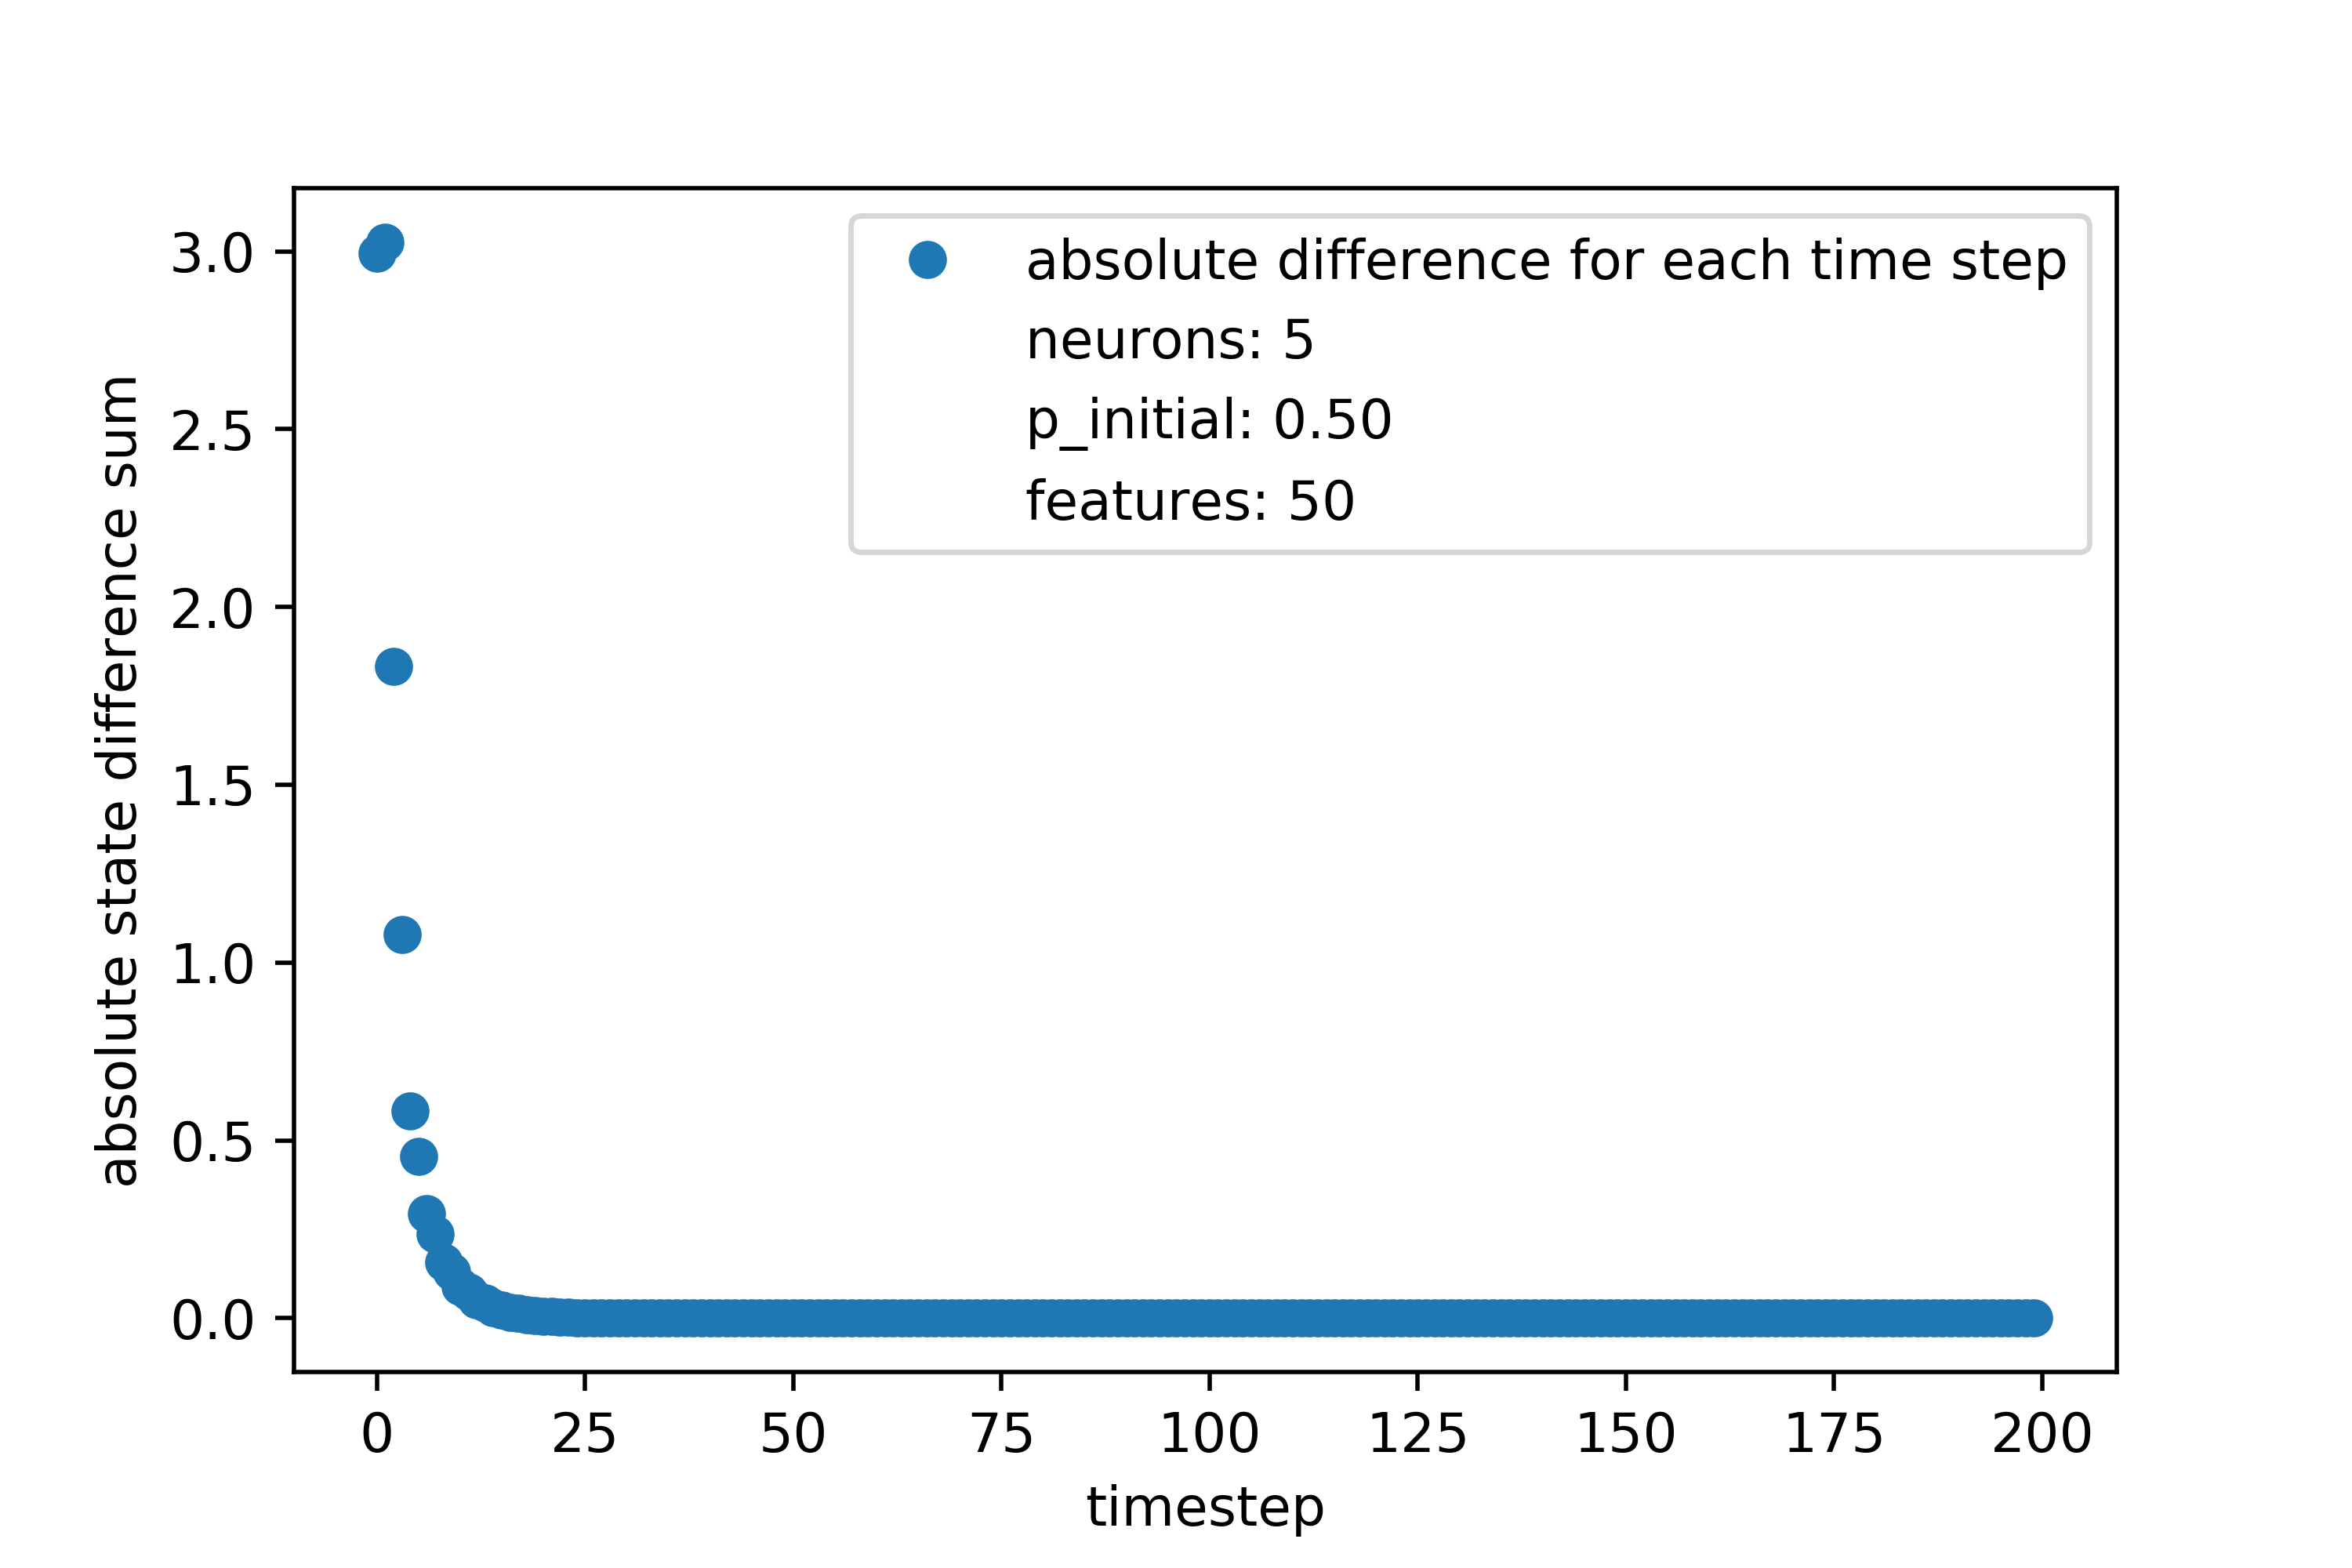 absolute difference for each time step
neurons: 5
p_initial: 0.50
features: 50
absolute state difference sum
3.0
2.5
2.0
1.5
1.0
0.5
0.0
0 25 50 75 100 125 150 175 200
timestep